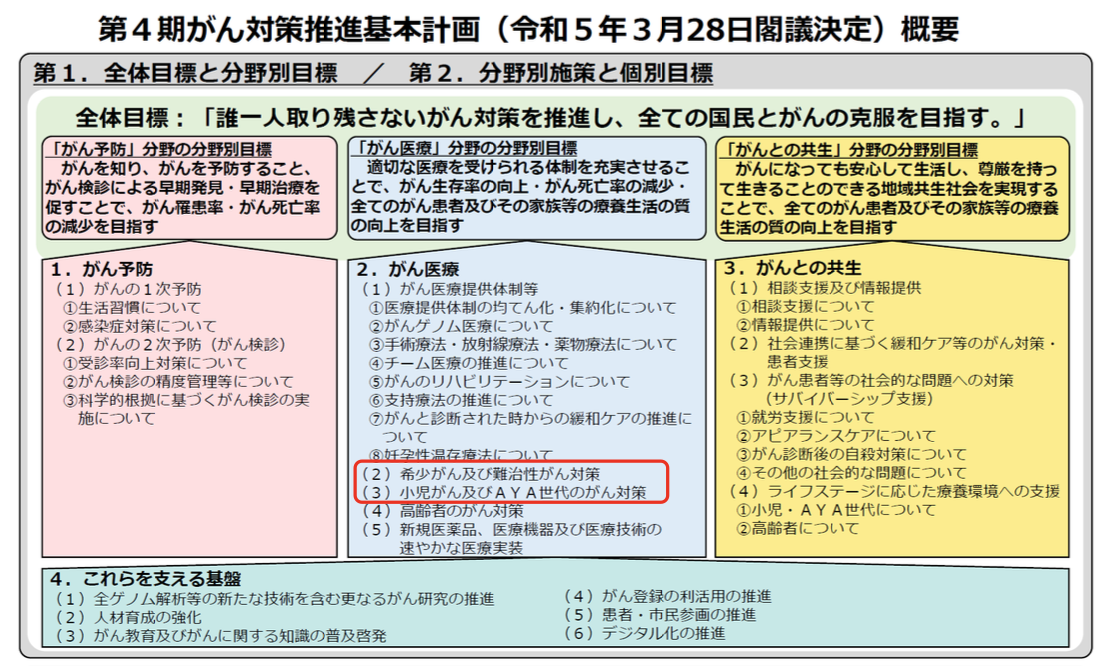 第４期がん対策推進基本計画（令和５年３月28日閣議決定）概要
第１．全体目標と分野別目標　／　第２．分野別施策と個別目標
全体目標：「誰一人取り残さないがん対策を推進し、全ての国民とがんの克服を目指す。」
「がん予防」分野の分野別目標
がんを知り、がんを予防すること、
がん検診による早期発見・早期治療を
促すことで、がん罹患率・がん死亡率
の減少を目指す
「がん医療」分野の分野別目標
適切な医療を受けられる体制を充実させるこ
とで、がん生存率の向上・がん死亡率の減少・
全てのがん患者及びその家族等の療養生活の質
の向上を目指す
「がんとの共生」分野の分野別目標
がんになっても安心して生活し、尊厳を持っ
て生きることのできる地域共生社会を実現する
ことで、全てのがん患者及びその家族等の療養
生活の質の向上を目指す
１．がん予防
（１）がんの１次予防
①生活習慣について
②感染症対策について
（２）がんの２次予防（がん検診）
①受診率向上対策について
②がん検診の精度管理等について
③科学的根拠に基づくがん検診の実
施について
２．がん医療
（１）がん医療提供体制等
①医療提供体制の均てん化・集約化について
②がんゲノム医療について
③手術療法・放射線療法・薬物療法について
④チーム医療の推進について
⑤がんのリハビリテーションについて
⑥支持療法の推進について
⑦がんと診断された時からの緩和ケアの推進に
ついて
⑧妊孕性温存療法について
（２）希少がん及び難治性がん対策
（３）小児がん及びＡＹＡ世代のがん対策
（４）高齢者のがん対策
（５）新規医薬品、医療機器及び医療技術の
速やかな医療実装
３．がんとの共生
（１）相談支援及び情報提供
①相談支援について
②情報提供について
（２）社会連携に基づく緩和ケア等のがん対策・
患者支援
（３）がん患者等の社会的な問題への対策
（サバイバーシップ支援）
①就労支援について
②アピアランスケアについて
③がん診断後の自殺対策について
④その他の社会的な問題について
（４）ライフステージに応じた療養環境への支援
①小児・ＡＹＡ世代について
②高齢者について
４．これらを支える基盤
（１）全ゲノム解析等の新たな技術を含む更なるがん研究の推進
（２）人材育成の強化
（３）がん教育及びがんに関する知識の普及啓発
（４）がん登録の利活用の推進
（５）患者・市民参画の推進
（６）デジタル化の推進